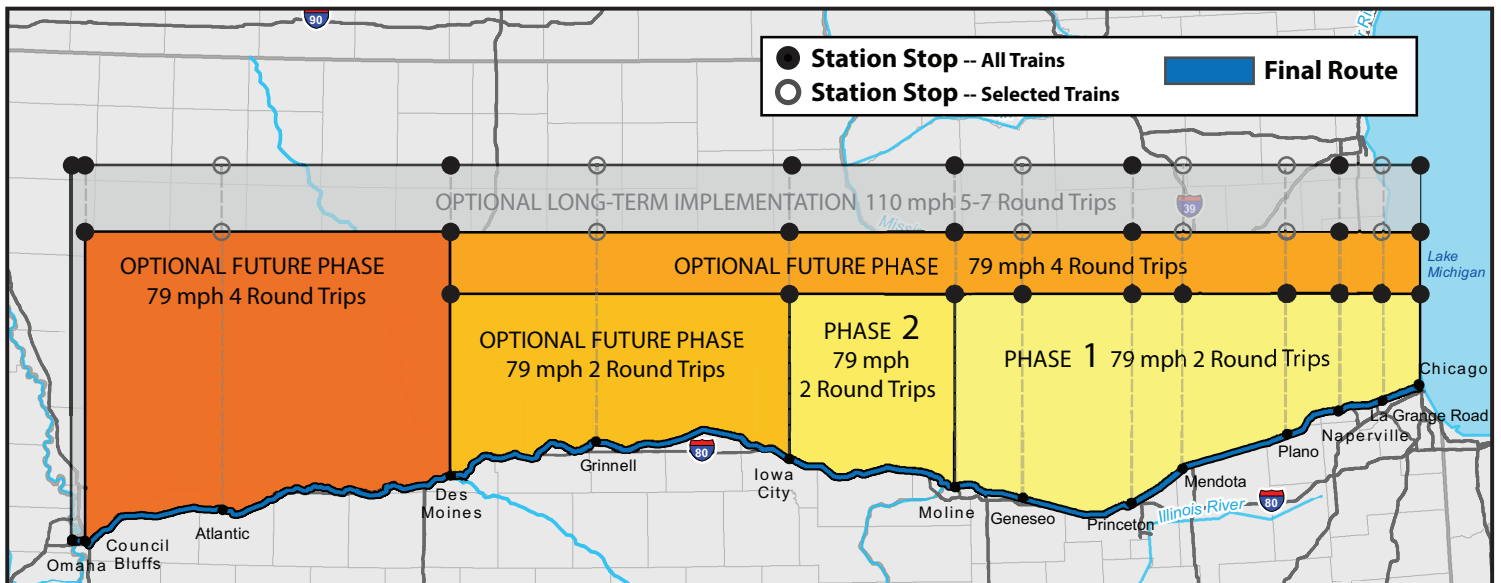 90
Station Stop -- All Trains
Station Stop -- Selected Trains
Final Route
OPTIONAL LONG-TERM IMPLEMENTATION 110 mph 5-7 Round Trips
39
Missi
Lake
Michigan
OPTIONAL FUTURE PHASE
79 mph 4 Round Trips
OPTIONAL FUTURE PHASE 79 mph 4 Round Trips
OPTIONAL FUTURE PHASE
79 mph 2 Round Trips
PHASE 2
79 mph
2 Round Trips
PHASE 1 79 mph 2 Round Trips
Chicago
La Grange Road
Naperville
Plano
Mendota
Princeton
Geneseo
Moline
Iowa
City
80
Grinnell
Des
Moines
Atlantic
Council
Bluffs
Omaha
Illinois River
80